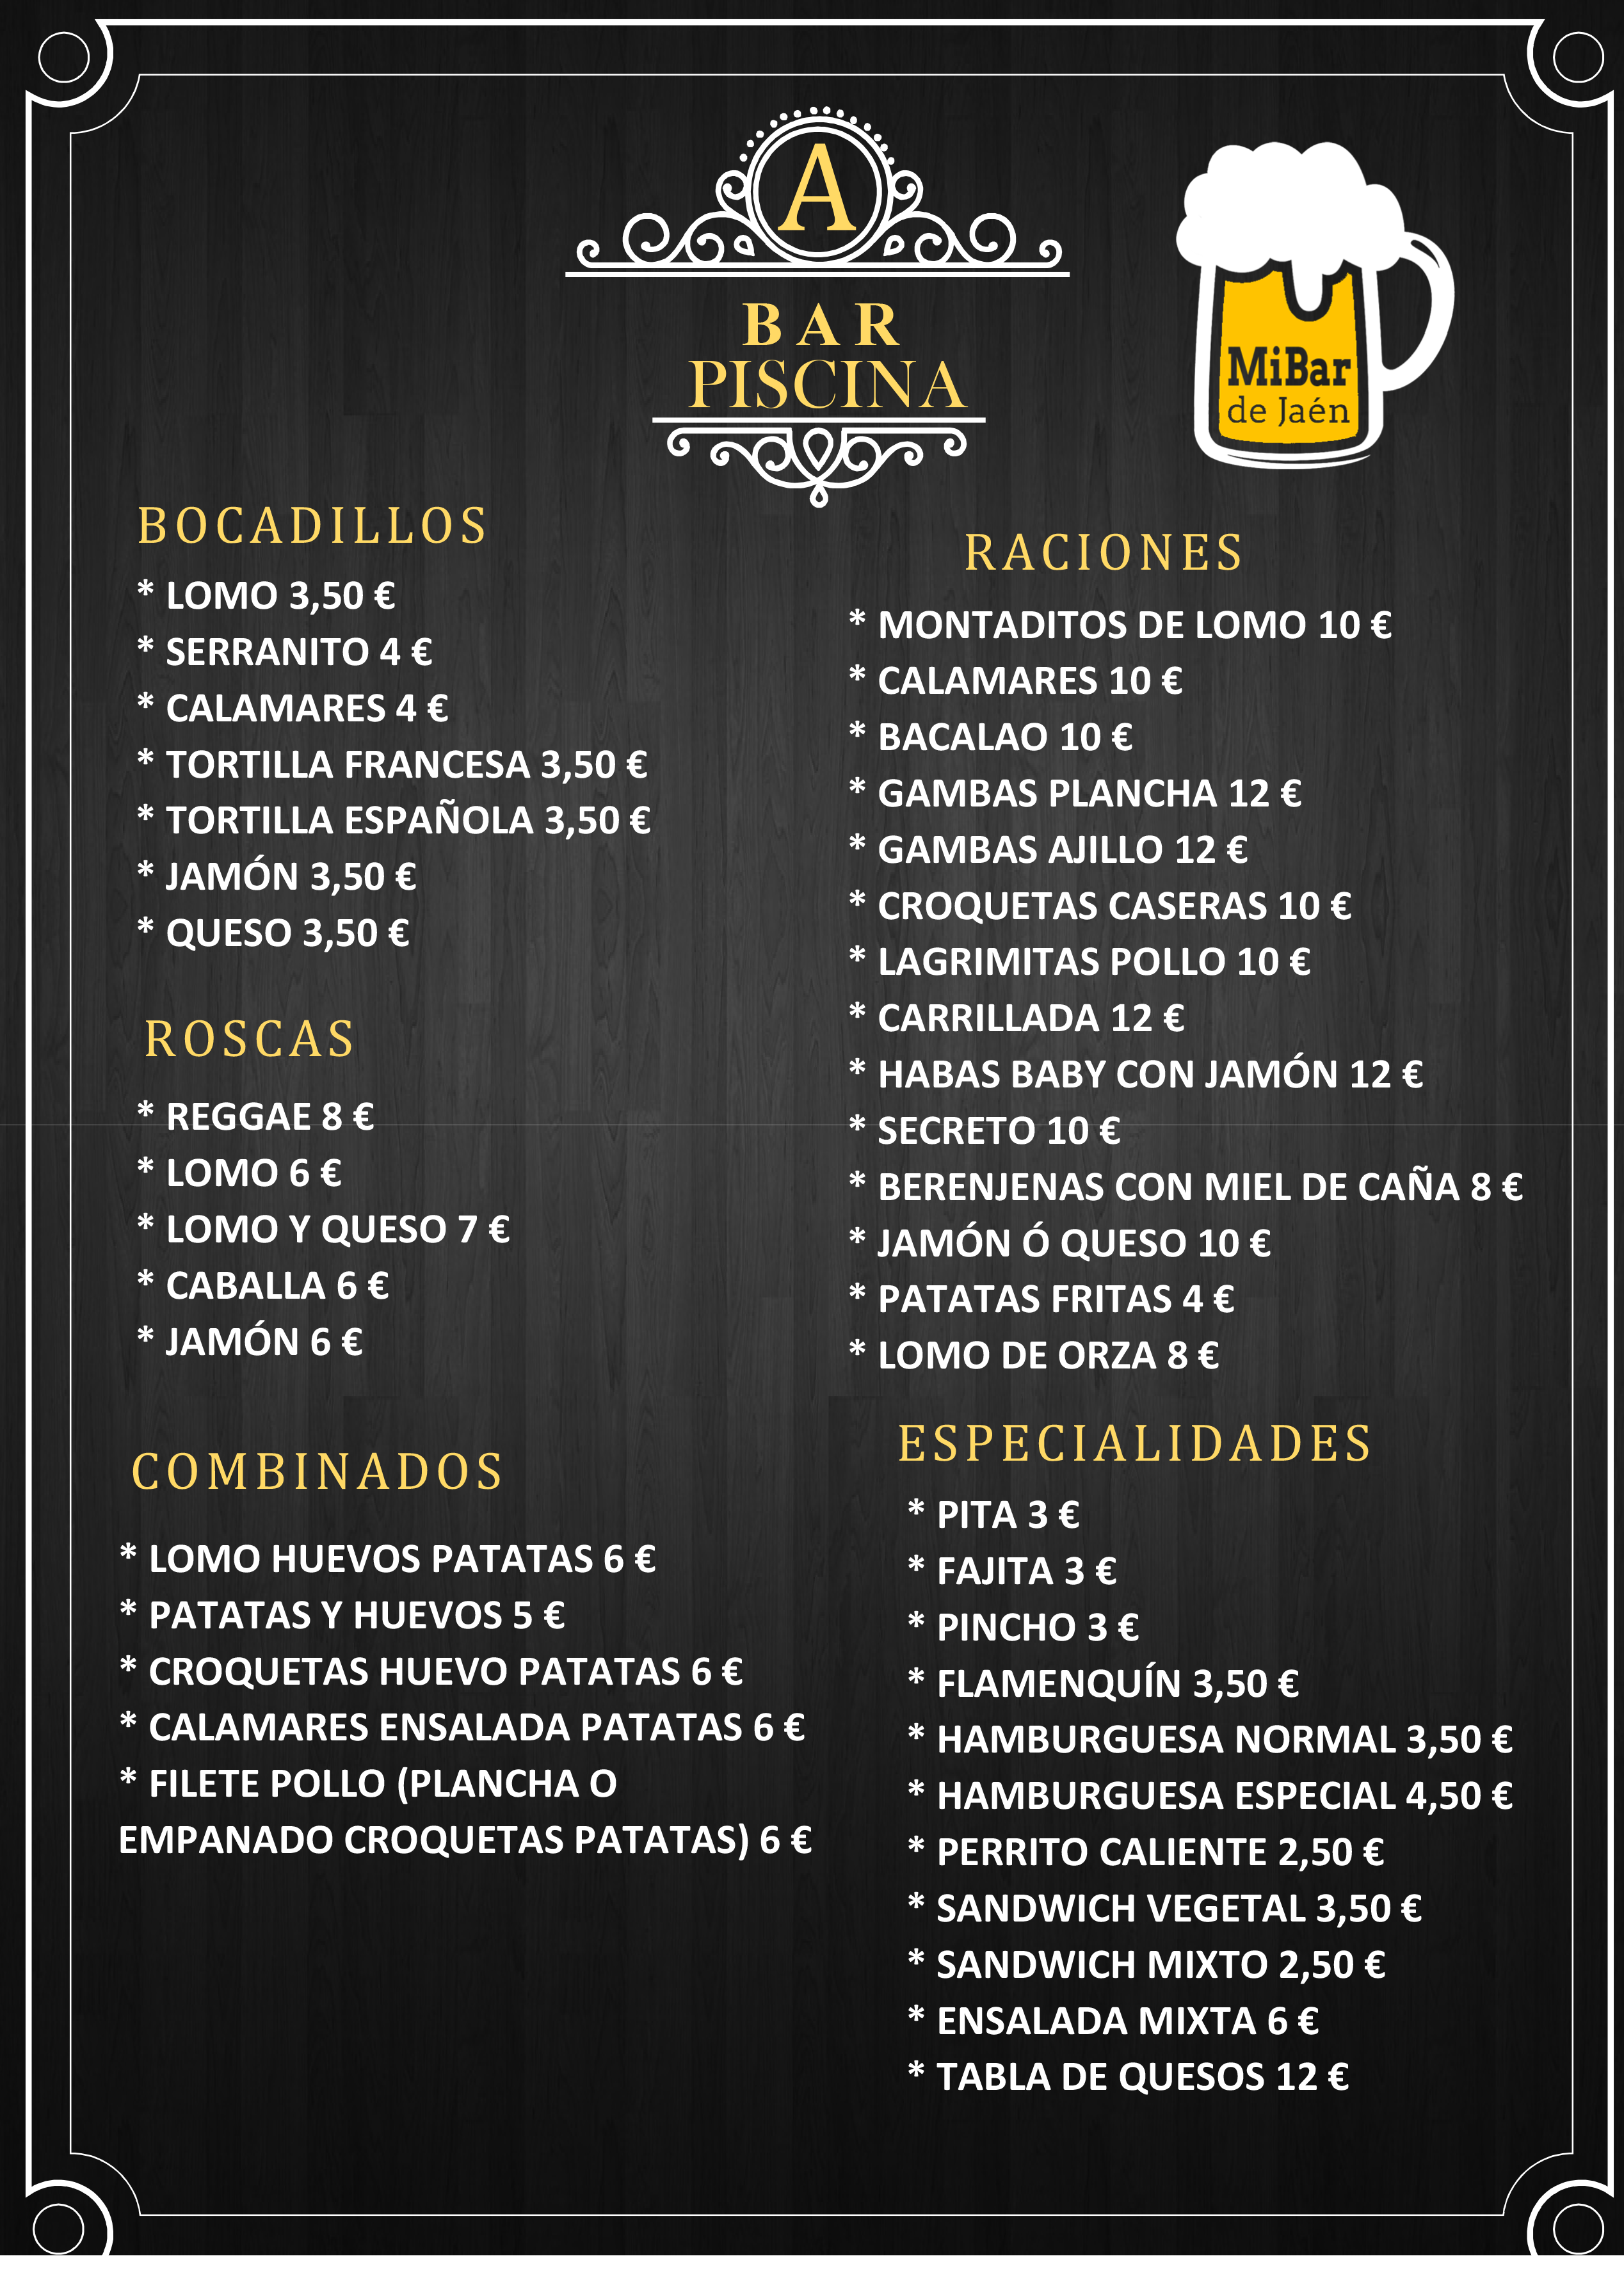 A
BAR
PISCINA
MiBar
de Jaén
BOCADILLOS
* LOMO 3,50 €
* SERRANITO 4 €
* CALAMARES 4 €
* TORTILLA FRANCESA 3,50 €
* TORTILLA ESPAÑOLA 3,50 €
* JAMÓN 3,50 €
* QUESO 3,50 €
ROSCAS
* REGGAE 8 €
* LOMO 6 €
* LOMO Y QUESO 7 €
* CABALLA 6 €
* JAMÓN 6 €
COMBINADOS
* LOMO HUEVOS PATATAS 6 €
* PATATAS Y HUEVOS 5 €
* CROQUETAS HUEVO PATATAS 6 €
* CALAMARES ENSALADA PATATAS 6 €
* FILETE POLLO (PLANCHA O
EMPANADO CROQUETAS PATATAS) 6 €
RACIONES
* MONTADITOS DE LOMO 10 €
* CALAMARES 10 €
* BACALAO 10 €
* GAMBAS PLANCHA 12 €
* GAMBAS AJILLO 12 €
* CROQUETAS CASERAS 10 €
* LAGRIMITAS POLLO 10 €
* CARRILLADA 12 €
* HABAS BABY CON JAMÓN 12 €
* SECRETO 10 €
* BERENJENAS CON MIEL DE CAÑA 8 €
* JAMÓN Ó QUESO 10 €
* PATATAS FRITAS 4 €
* LOMO DE ORZA 8 €
ESPECIALIDADES
* PITA 3 €
* FAJITA 3 €
* PINCHO 3 €
* FLAMENQUÍN 3,50 €
* HAMBURGUESA NORMAL 3,50 €
* HAMBURGUESA ESPECIAL 4,50 €
* PERRITO CALIENTE 2,50 €
* SANDWICH VEGETAL 3,50 €
* SANDWICH MIXTO 2,50 €
* ENSALADA MIXTA 6 €
* TABLA DE QUESOS 12 €